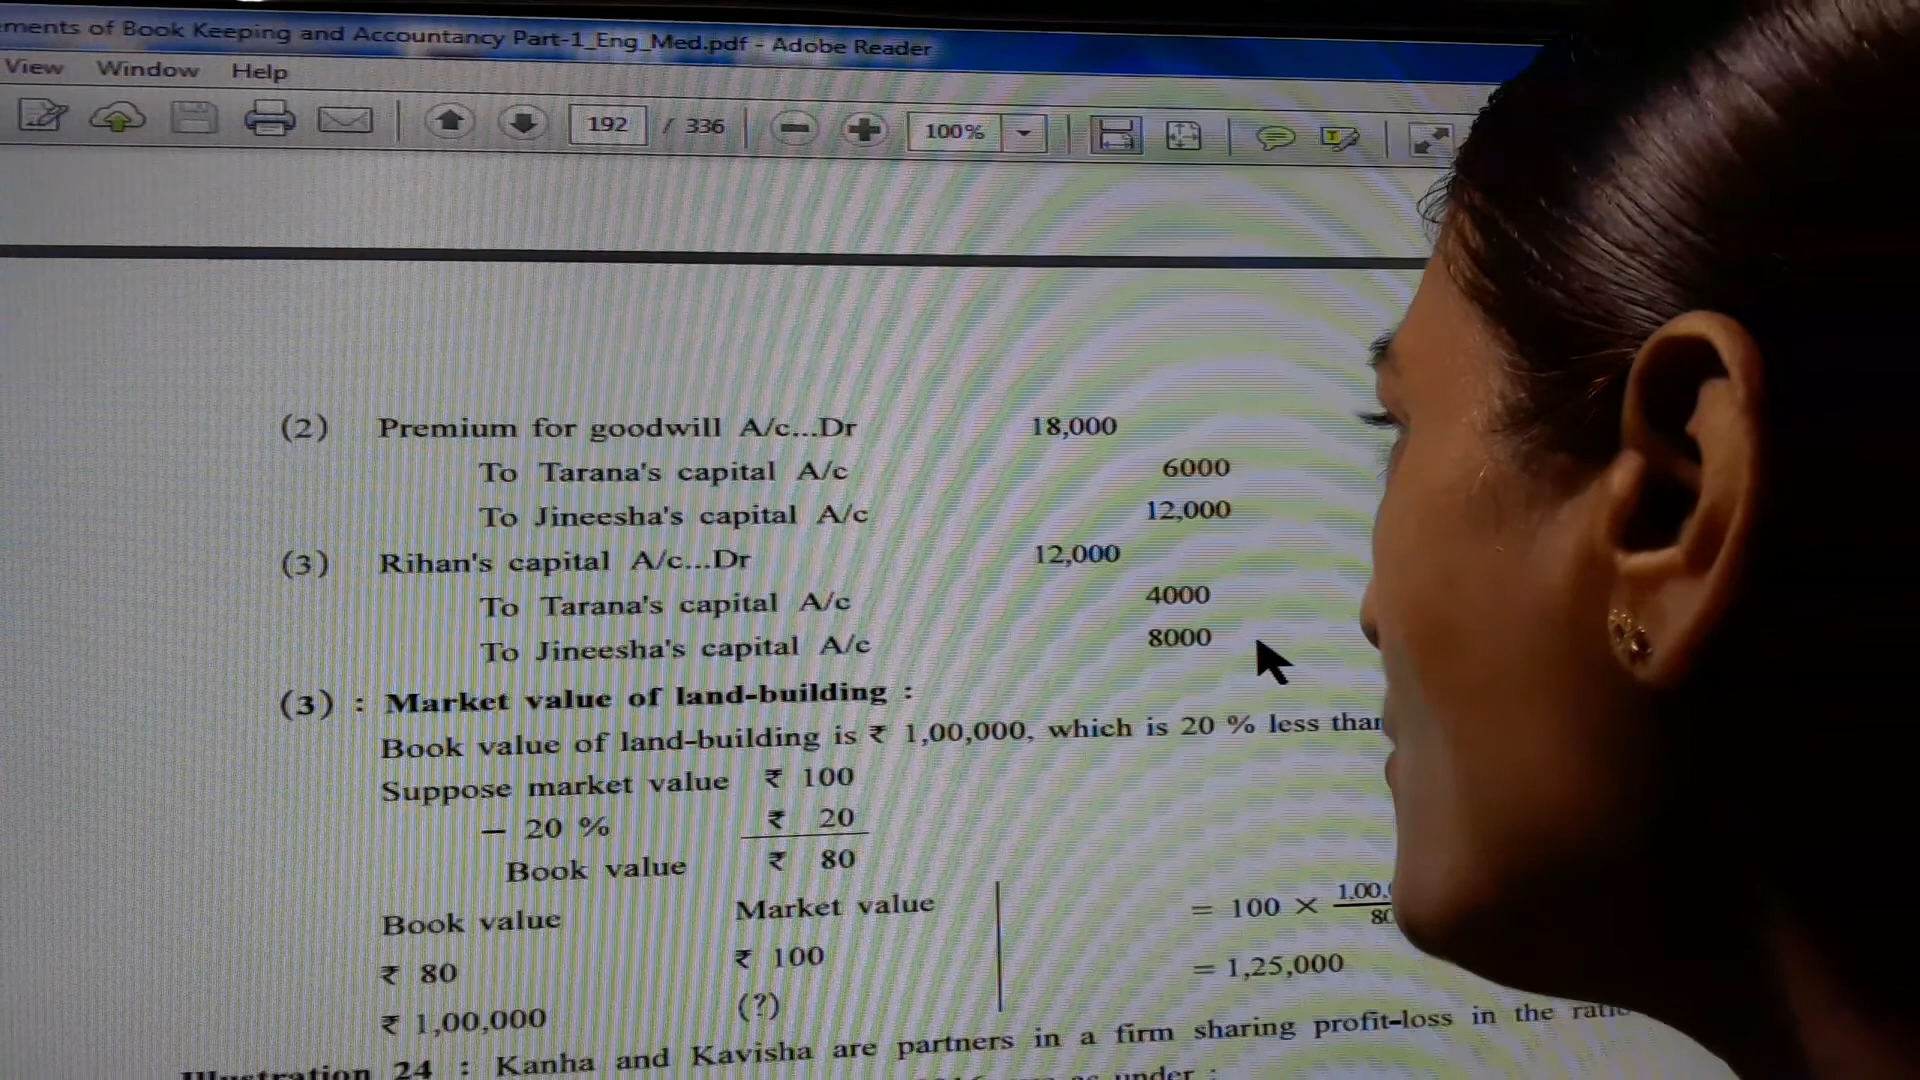 ments of Book Keeping and Accountancy Part-1_Eng_Med.pdf - Adobe Reader
View Window Help
192 / 336 100%
(2) Premium for goodwill A/c...Dr 18,000
To Tarana's capital A/c 6000
To Jineesha's capital A/c 12,000
(3) Rihan's capital A/c...Dr 12,000
To Tarana's capital A/c 4000
To Jineesha's capital A/c 8000
(3) : Market value of land-building :
Book value of land-building is ₹ 1,00,000, which is 20 % less than
Suppose market value ₹ 100
— 20 % ₹ 20
Book value ₹ 80
Book value Market value = 100 ×
₹ 80 ₹ 100 = 1,25,000
₹ 1,00,000 (?)
Illustration 24 : Kanha and Kavisha are partners in a firm sharing profit-loss in the ratio
under :